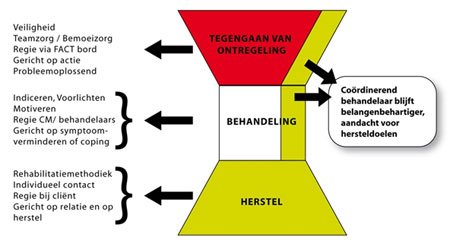 Veiligheid
Teamzorg / Bemoeizorg
Regie via FACT bord
Gericht op actie
Probleemoplossend
TEGENGAAN VAN
ONTREGELING
Indiceren, Voorlichten
Motiveren
Regie CM/ behandelaars
Gericht op symptoom-
verminderen of coping
BEHANDELING
Coördinerend
behandelaar blijft
belangenbehartiger,
aandacht voor
hersteldoelen
Rehabilitatiemethodiek
Individueel contact
Regie bij cliënt
Gericht op relatie en op
herstel
HERSTEL